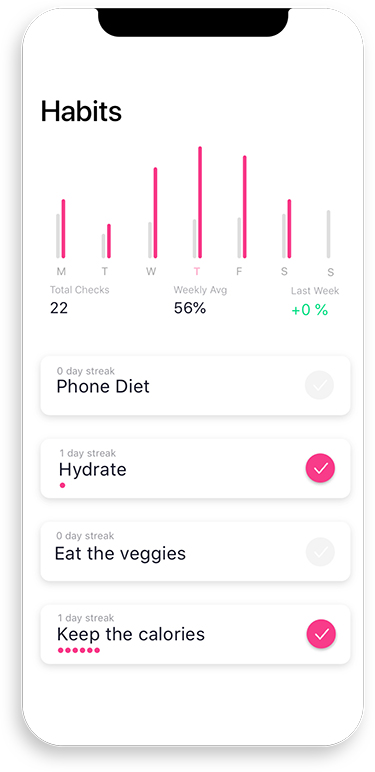 Habits
M T W T F S S
Total Checks Weekly Avg Last Week
22 56% +0 %
0 day streak
Phone Diet
1 day streak
Hydrate
0 day streak
Eat the veggies
1 day streak
Keep the calories